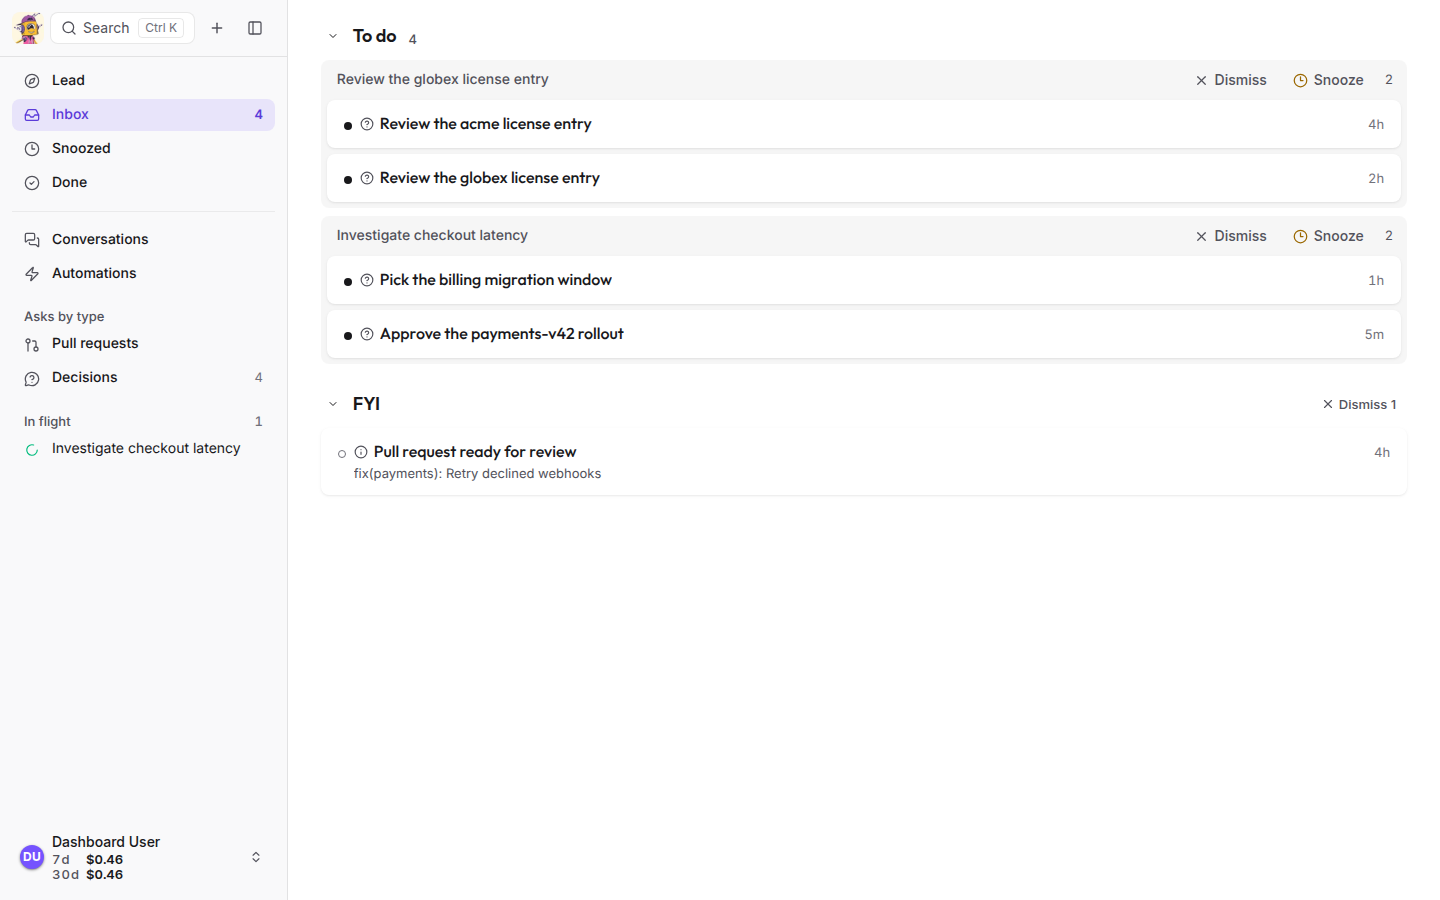 Search Ctrl K
Lead
Inbox 4
Snoozed
Done
Conversations
Automations
Asks by type
Pull requests
Decisions 4
In flight 1
Investigate checkout latency
DU Dashboard User
7d $0.46
30d $0.46
To do 4
Review the globex license entry Dismiss Snooze 2
Review the acme license entry 4h
Review the globex license entry 2h
Investigate checkout latency Dismiss Snooze 2
Pick the billing migration window 1h
Approve the payments-v42 rollout 5m
FYI Dismiss 1
Pull request ready for review 4h
fix(payments): Retry declined webhooks